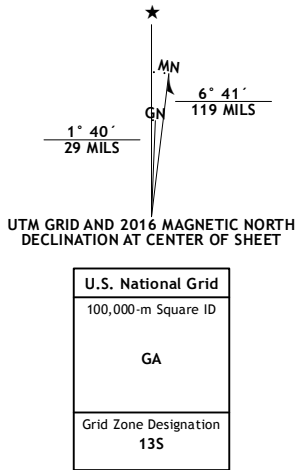 ★
MN
6° 41´
119 MILS
GN
1° 40´
29 MILS
UTM GRID AND 2016 MAGNETIC NORTH
DECLINATION AT CENTER OF SHEET
U.S. National Grid
100,000-m Square ID
GA
Grid Zone Designation
13S